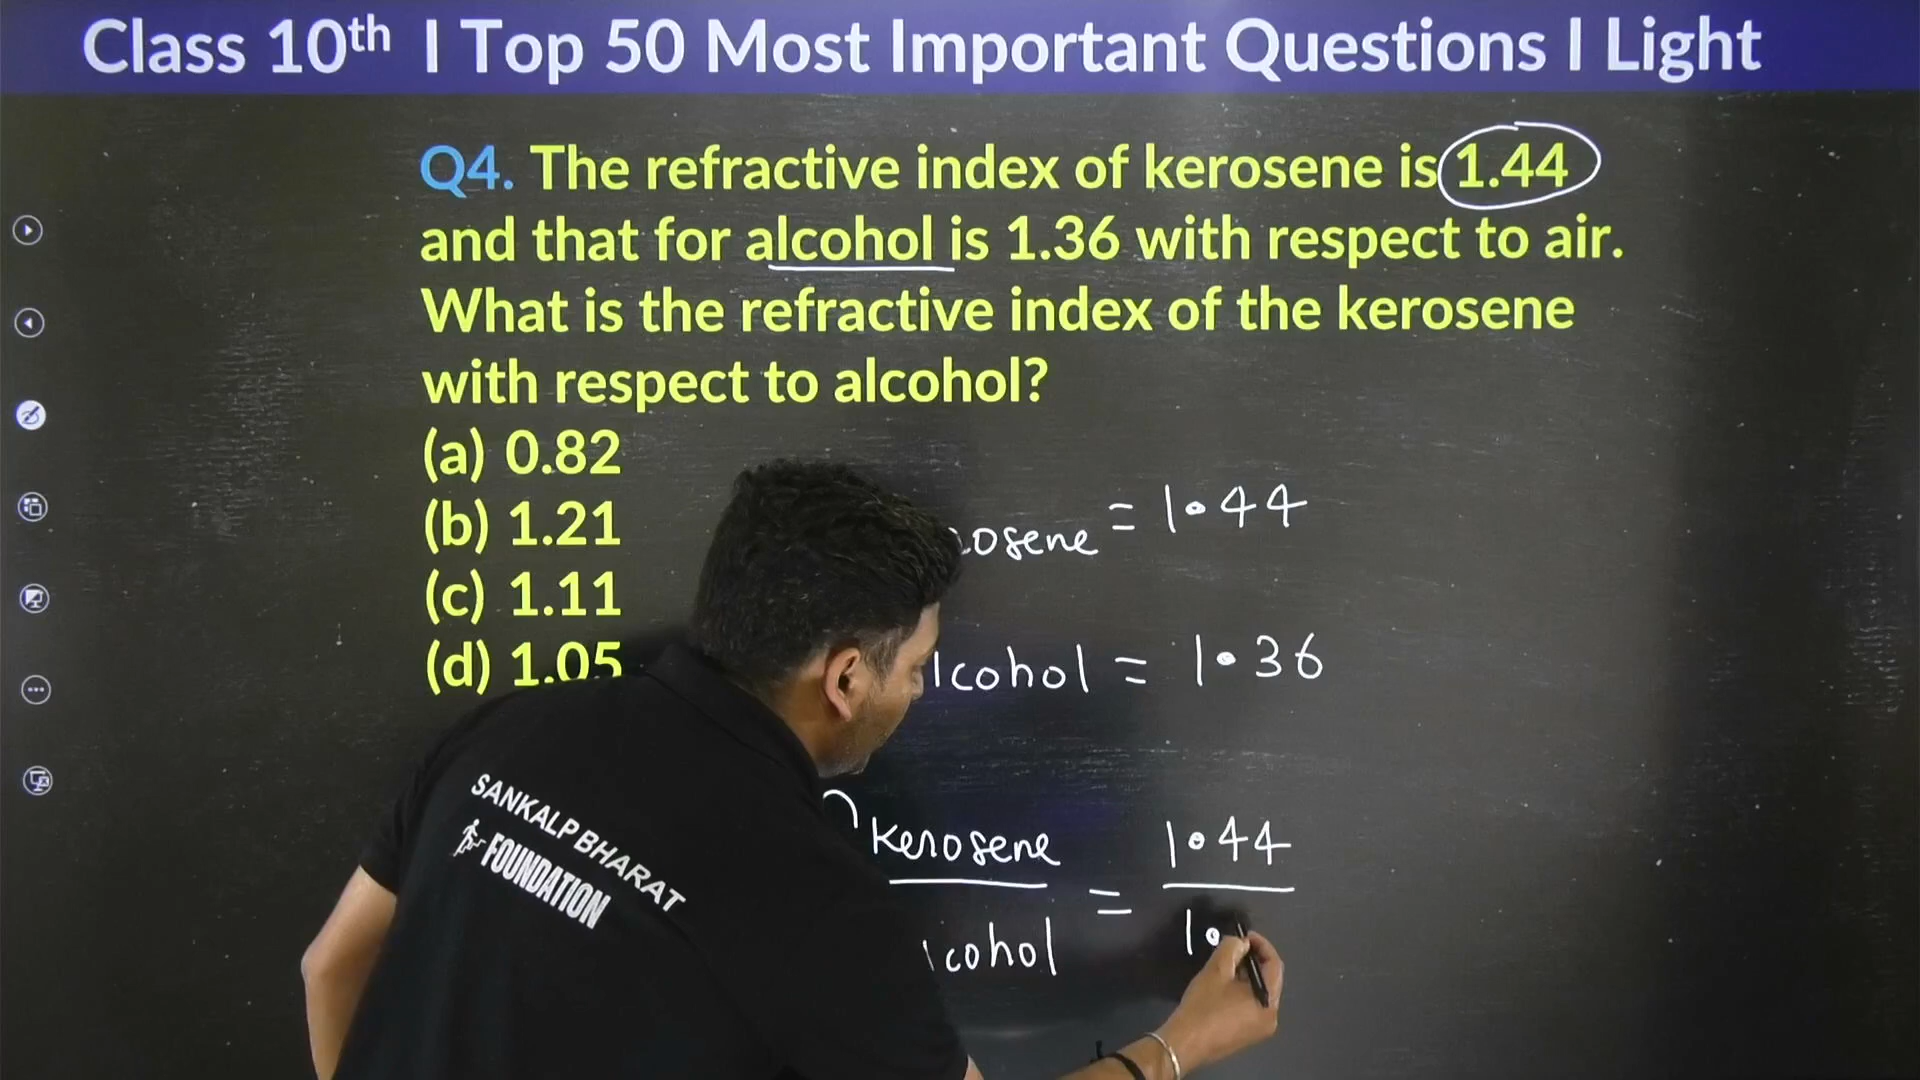 Class 10th I Top 50 Most Important Questions I Light
Q4. The refractive index of kerosene is 1.44
and that for alcohol is 1.36 with respect to air.
What is the refractive index of the kerosene
with respect to alcohol?
(a) 0.82
(b) 1.21
(c) 1.11
(d) 1.05
osene = 1.44
lcohol = 1.36
kerosene = 1.44
lcohol 1.
SANKALP BHARAT
FOUNDATION